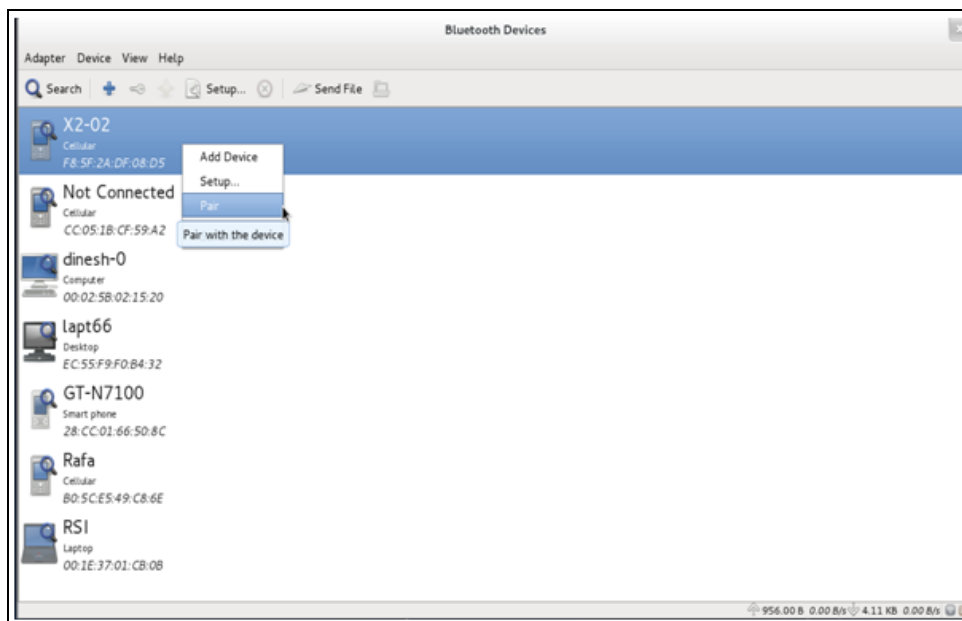 Bluetooth Devices
Adapter Device View Help
Search Setup... Send File
X2-02
Cellular
F8:5F:2A:DF:08:D5
Add Device
Setup...
Pair
Pair with the device
Not Connected
Cellular
CC:05:1B:CF:59:A2
dinesh-0
Computer
00:02:5B:02:15:20
lapt66
Desktop
EC:55:F9:F0:B4:32
GT-N7100
Smart phone
28:CC:01:66:50:8C
Rafa
Cellular
B0:5C:E5:49:C8:6E
RSI
Laptop
00:1E:37:01:CB:0B
956.00 B 0.00 B/s 4.11 KB 0.00 B/s